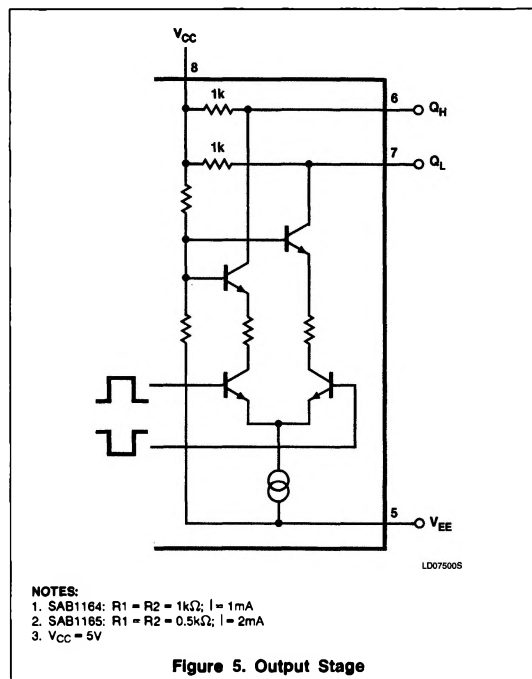 VCC
8
1k
6
QH
1k
7
QL
5
VEE
LD07500S
NOTES:
1. SAB1164: R1 = R2 = 1kΩ; I = 1mA
2. SAB1165: R1 = R2 = 0.5kΩ; I = 2mA
3. VCC = 5V
Figure 5. Output Stage